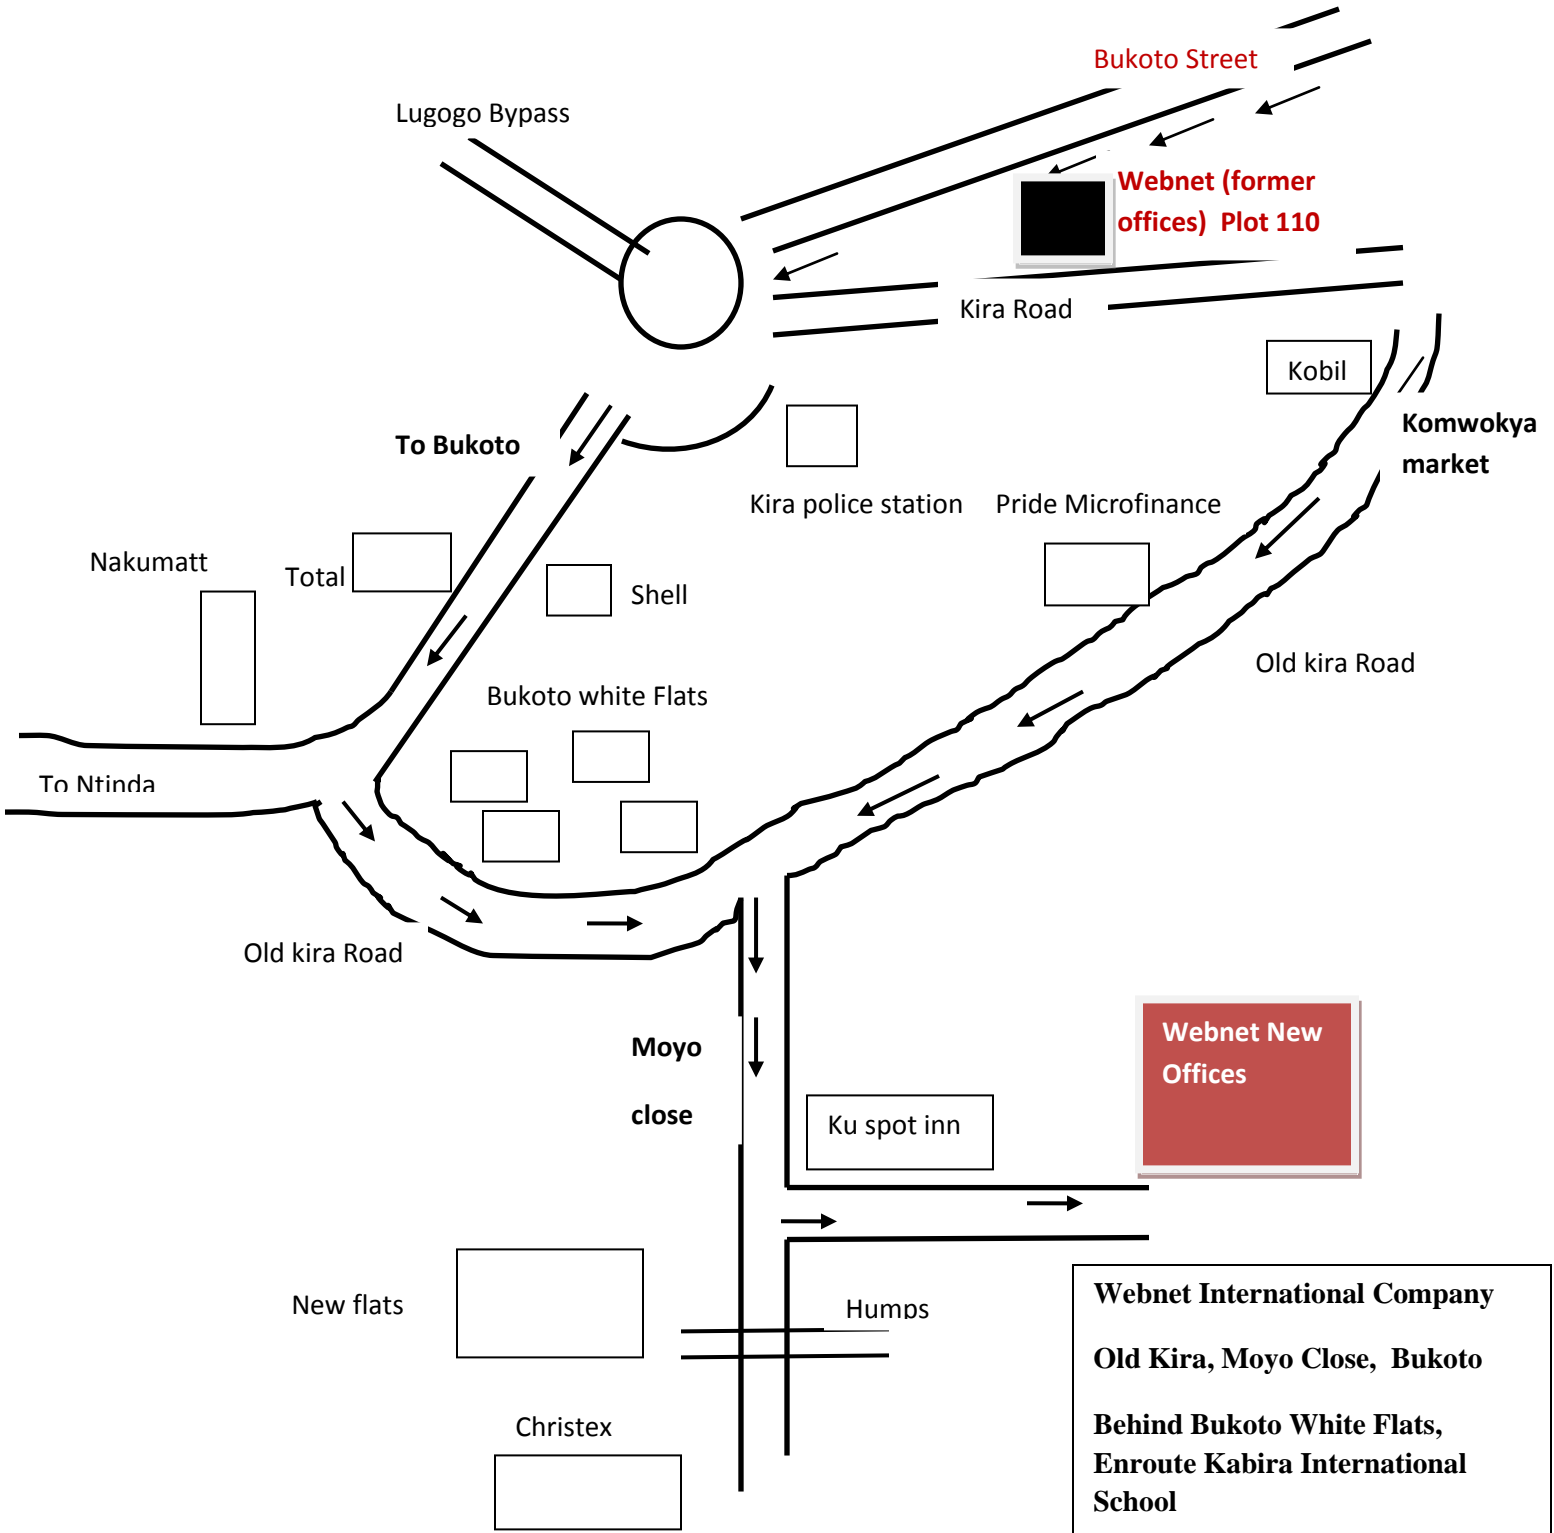 Bukoto Street
Lugogo Bypass
Webnet (former
offices)  Plot 110
Kira Road
Kobil
Komwokya
market
To Bukoto
Kira police station
Pride Microfinance
Nakumatt
Total
Shell
Old kira Road
Bukoto white Flats
To Ntinda
Old kira Road
Webnet New
Offices
Moyo
close
Ku spot inn
New flats
Humps
Webnet International Company
Old Kira, Moyo Close,  Bukoto
Behind Bukoto White Flats,
Enroute Kabira International
School
Christex